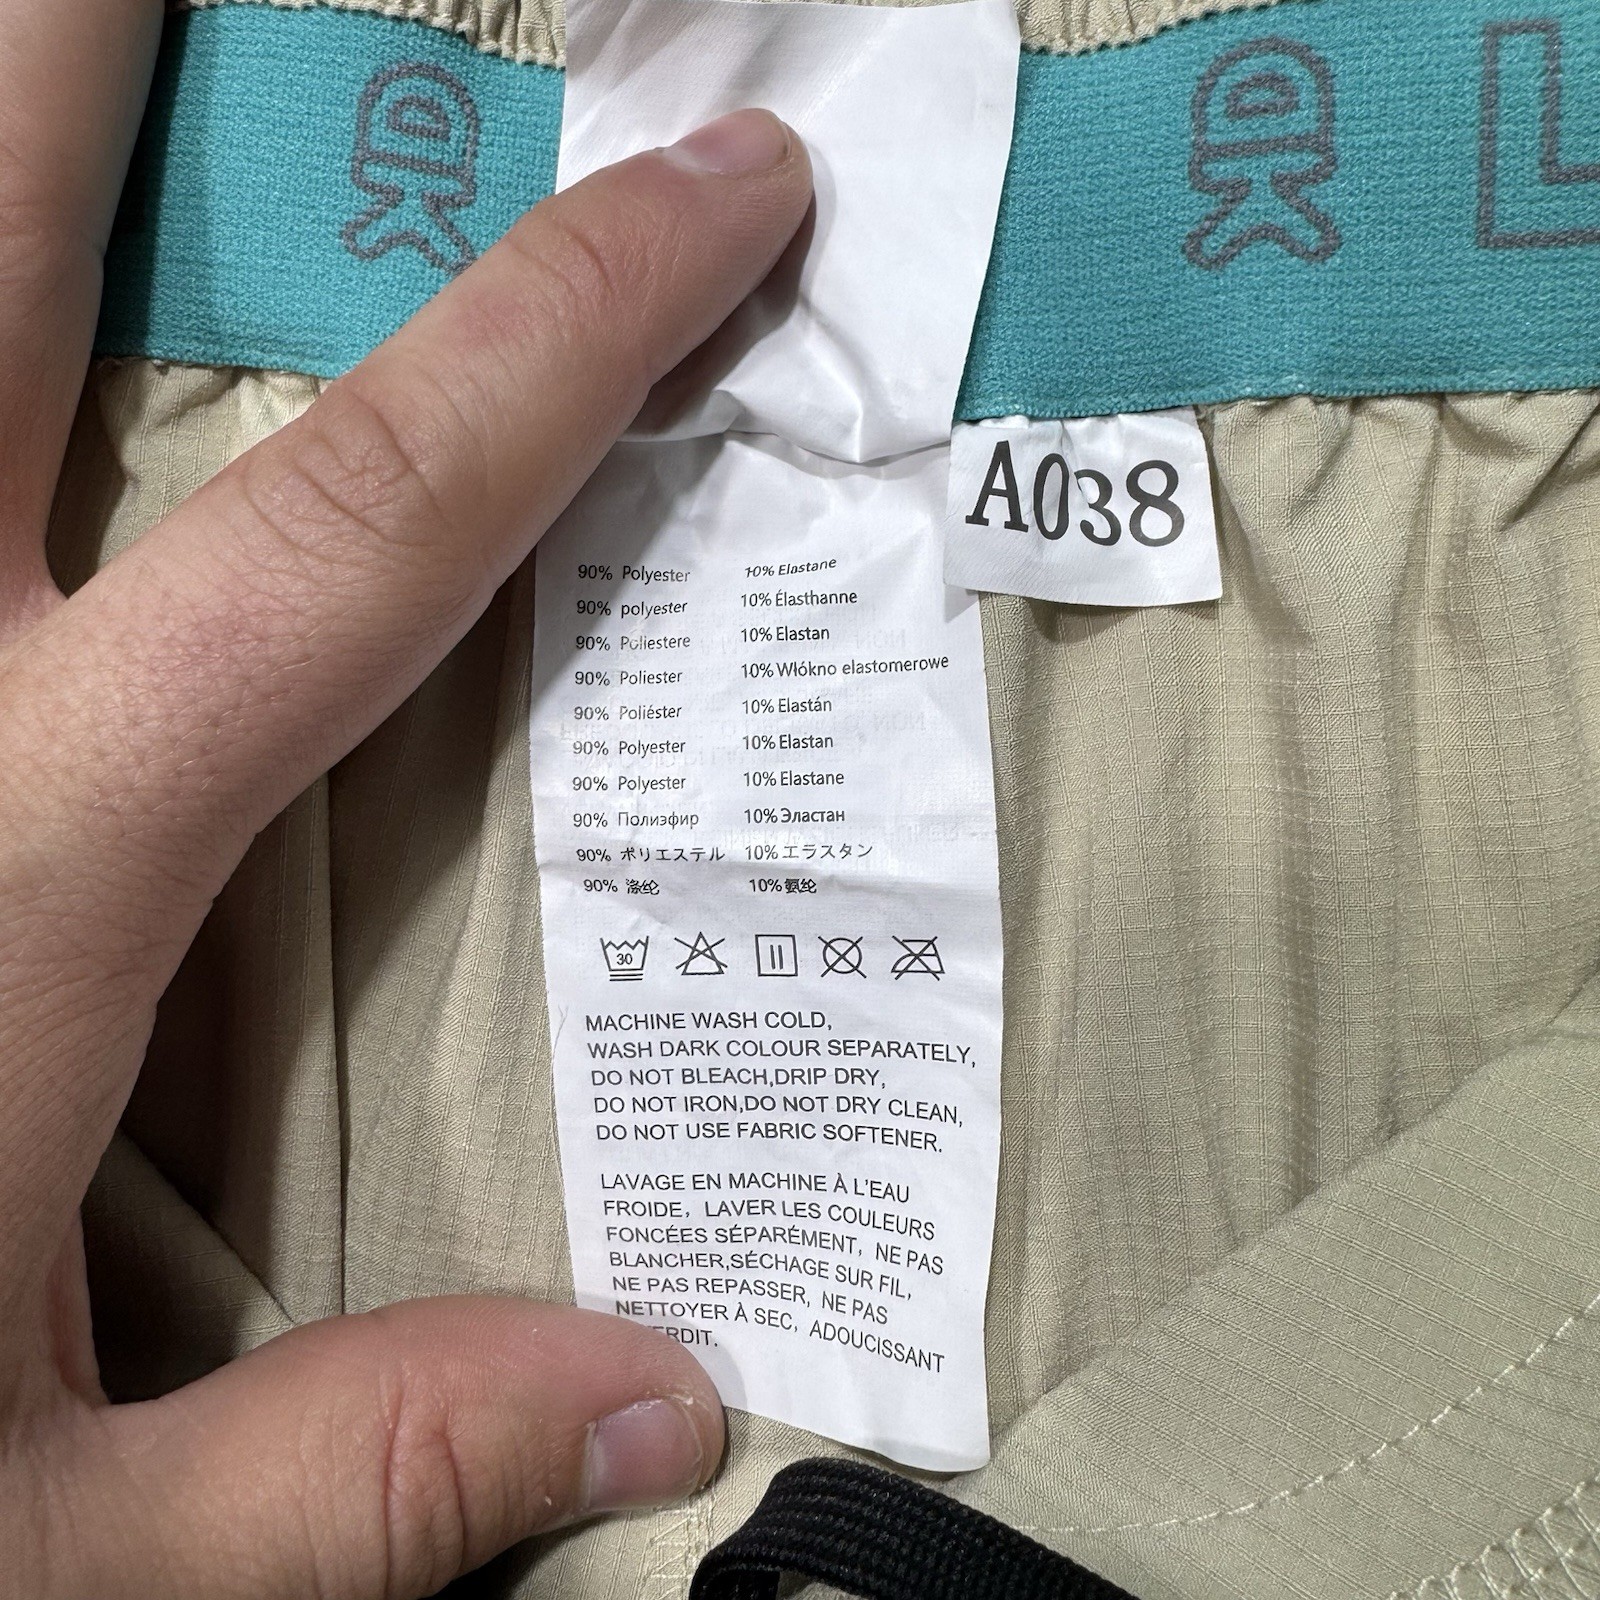 L
A038
90% Polyester 10% Elastane
90% polyester 10% Élasthanne
90% Poliestere 10% Elastan
90% Poliester 10% Włókno elastomerowe
90% Poliéster 10% Elastán
90% Polyester 10% Elastan
90% Polyester 10% Elastane
90% Полиэфир 10% Эластан
90% ポリエステル 10% エラスタン
90% 涤纶 10% 氨纶
30
MACHINE WASH COLD,
WASH DARK COLOUR SEPARATELY,
DO NOT BLEACH,DRIP DRY,
DO NOT IRON,DO NOT DRY CLEAN,
DO NOT USE FABRIC SOFTENER.
LAVAGE EN MACHINE À L'EAU
FROIDE, LAVER LES COULEURS
FONCÉES SÉPARÉMENT, NE PAS
BLANCHER,SÉCHAGE SUR FIL,
NE PAS REPASSER, NE PAS
NETTOYER À SEC, ADOUCISSANT
ERDIT.